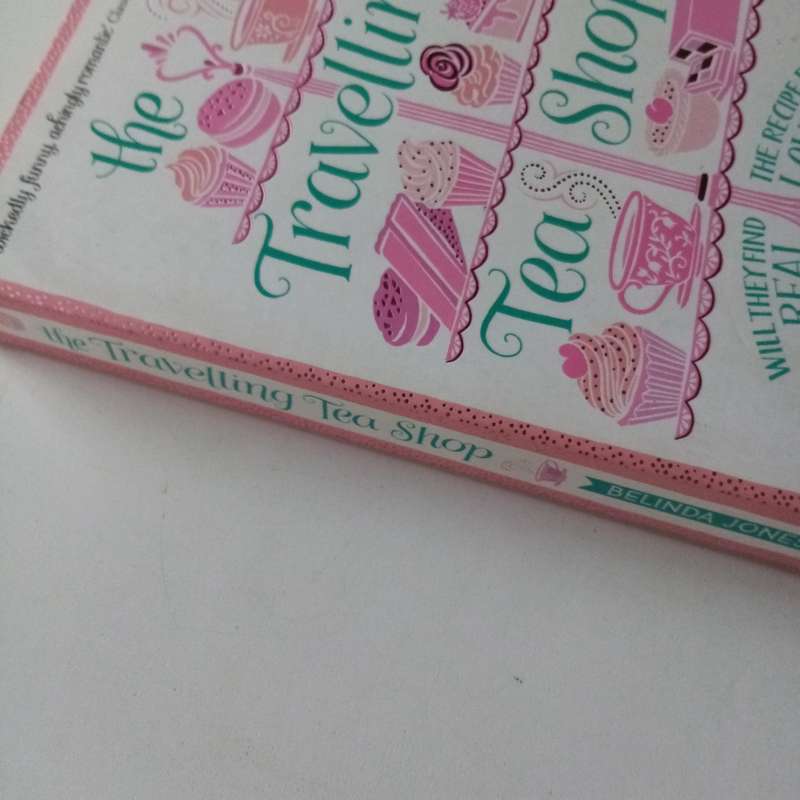 wickedly funny, achingly romantic
the
Travellin
Tea
Shop
WILL THEY FIND
REAL
THE RECIPE
the Travelling Tea Shop
BELINDA JONES